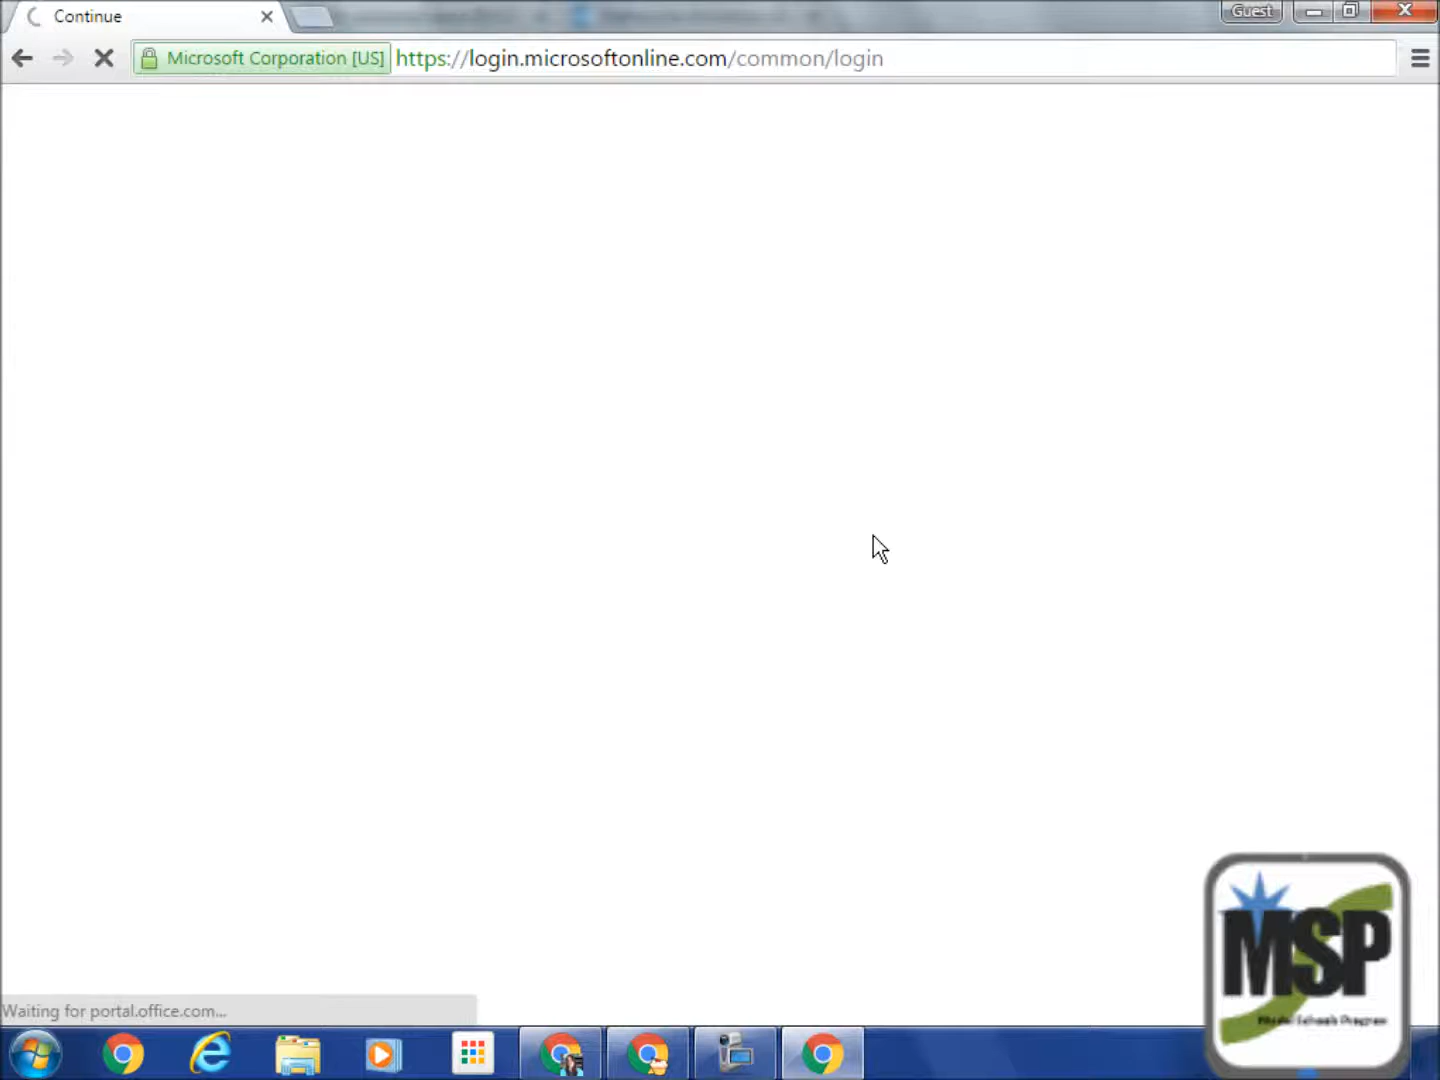 Continue
Guest
Microsoft Corporation [US] https://login.microsoftonline.com/common/login
MSP
Waiting for portal.office.com...